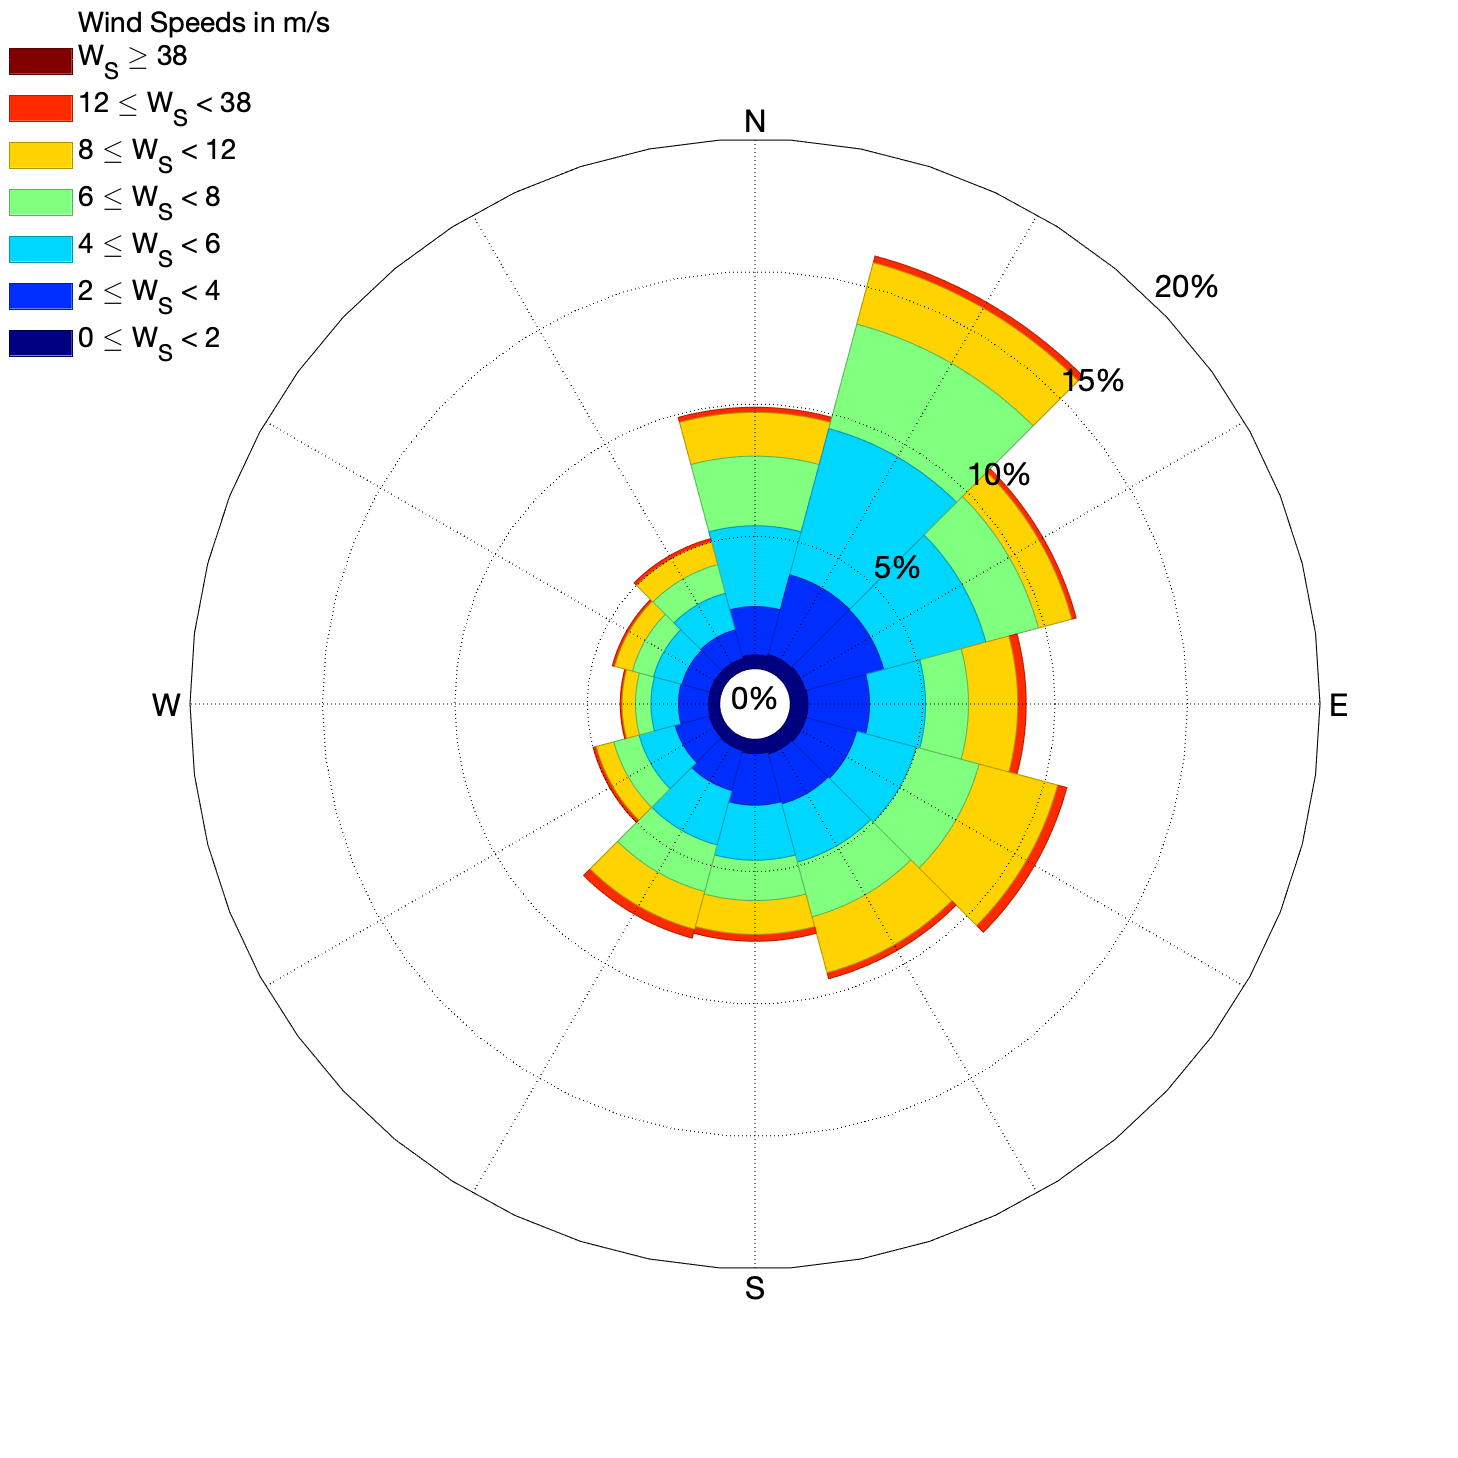 Wind Speeds in m/s
W_S ≥ 38
12 ≤ W_S < 38
8 ≤ W_S < 12
6 ≤ W_S < 8
4 ≤ W_S < 6
2 ≤ W_S < 4
0 ≤ W_S < 2
N
20%
15%
10%
5%
0%
W
E
S